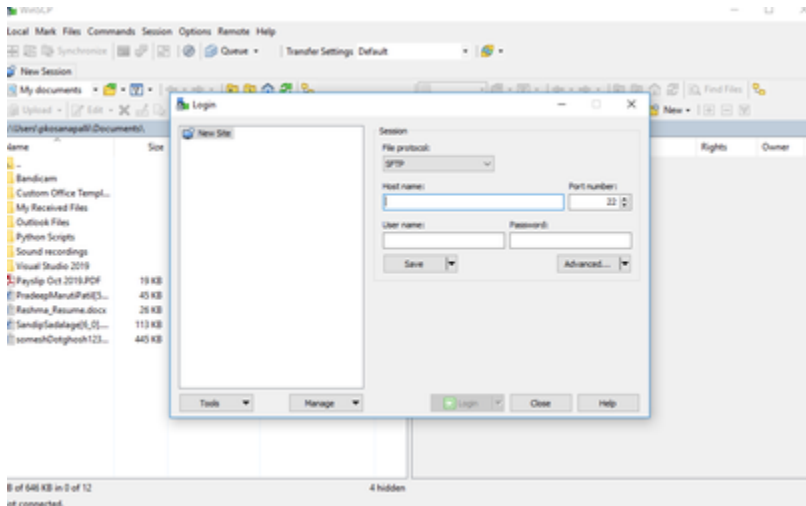 WinSCP
Local Mark Files Commands Session Options Remote Help
Synchronize Queue Transfer Settings Default
New Session
My documents Find Files
Upload Edit New
\Users\pkosanapalli\Documents\
Name Size Rights Owner
..
Bandicam
Custom Office Templ...
My Received Files
Outlook Files
Python Scripts
Sound recordings
Visual Studio 2019
Payslip Oct 2019.PDF 19 KB
PradeepMarutiPatil[5... 45 KB
Reshma_Resume.docx 26 KB
SandipSadalage[6_0]... 113 KB
someshDotghosh123... 445 KB
Login
New Site
Session
File protocol:
SFTP
Host name: Port number:
22
User name: Password:
Save Advanced...
Tools Manage Login Close Help
B of 646 KB in 0 of 12 4 hidden
ot connected.